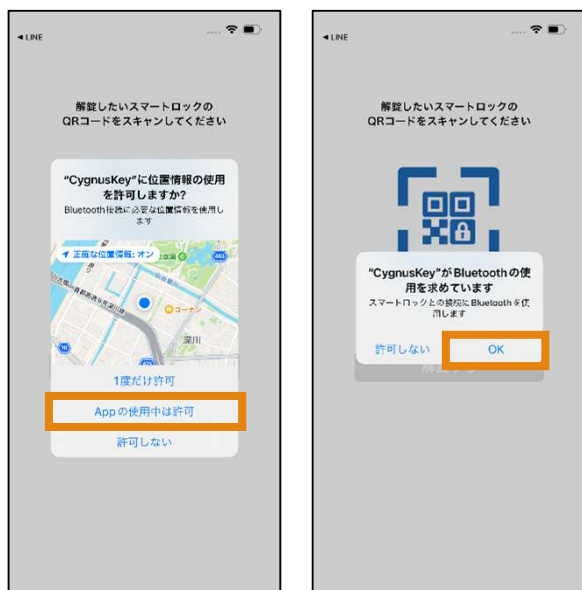 ◀ LINE
解錠したいスマートロックの
QRコードをスキャンしてください
“CygnusKey”に位置情報の使用
を許可しますか?
Bluetooth接続に必要な位置情報を使用し
ます
正確な位置情報: オン
コーナン
深川
1度だけ許可
Appの使用中は許可
許可しない
◀ LINE
解錠したいスマートロックの
QRコードをスキャンしてください
“CygnusKey”がBluetoothの使
用を求めています
スマートロックとの接続にBluetoothを使
用します
許可しない
OK
解錠する